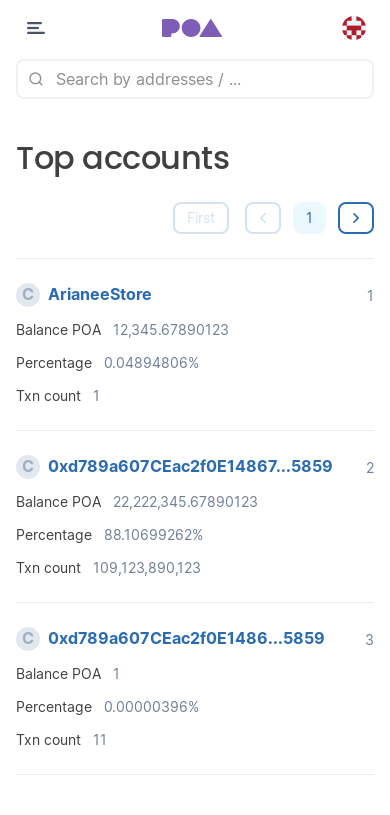 POA
Search by addresses / ...
Top accounts
First
1
C ArianeeStore 1
Balance POA 12,345.67890123
Percentage 0.04894806%
Txn count 1
C 0xd789a607CEac2f0E14867...5859 2
Balance POA 22,222,345.67890123
Percentage 88.10699262%
Txn count 109,123,890,123
C 0xd789a607CEac2f0E1486...5859 3
Balance POA 1
Percentage 0.00000396%
Txn count 11